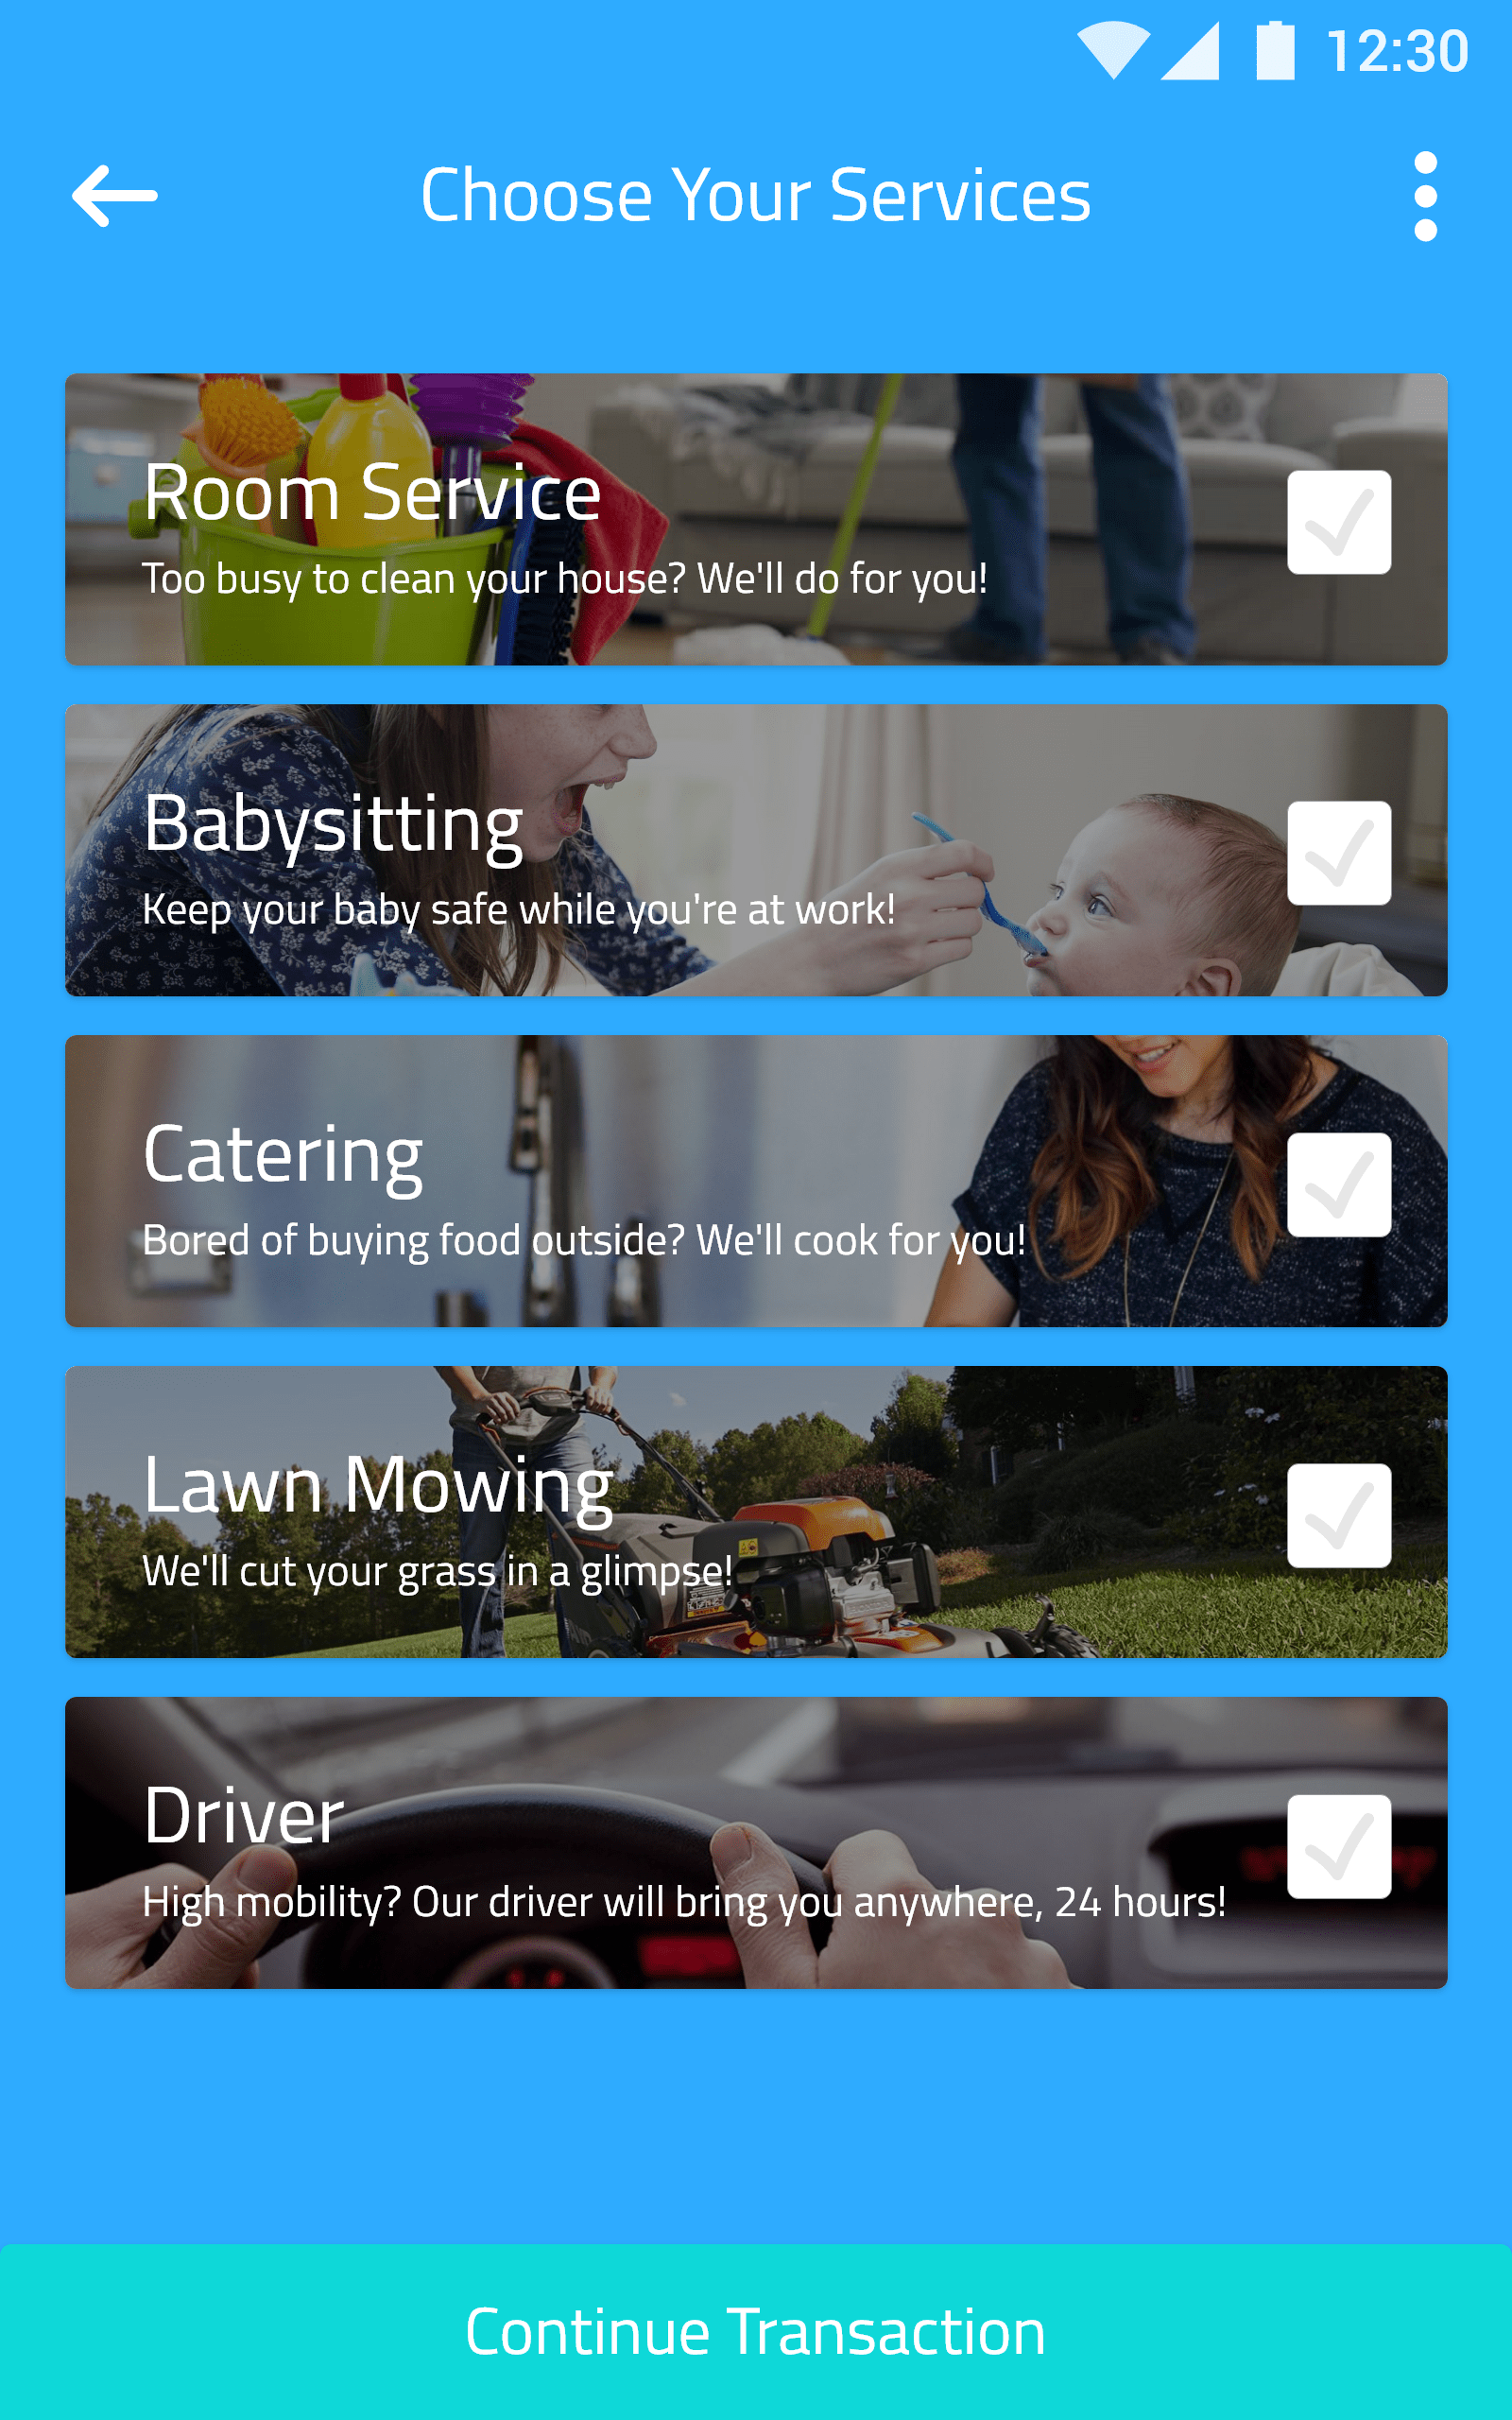 12:30
Choose Your Services
Room Service
Too busy to clean your house? We'll do for you!
Babysitting
Keep your baby safe while you're at work!
Catering
Bored of buying food outside? We'll cook for you!
Lawn Mowing
We'll cut your grass in a glimpse!
Driver
High mobility? Our driver will bring you anywhere, 24 hours!
Continue Transaction